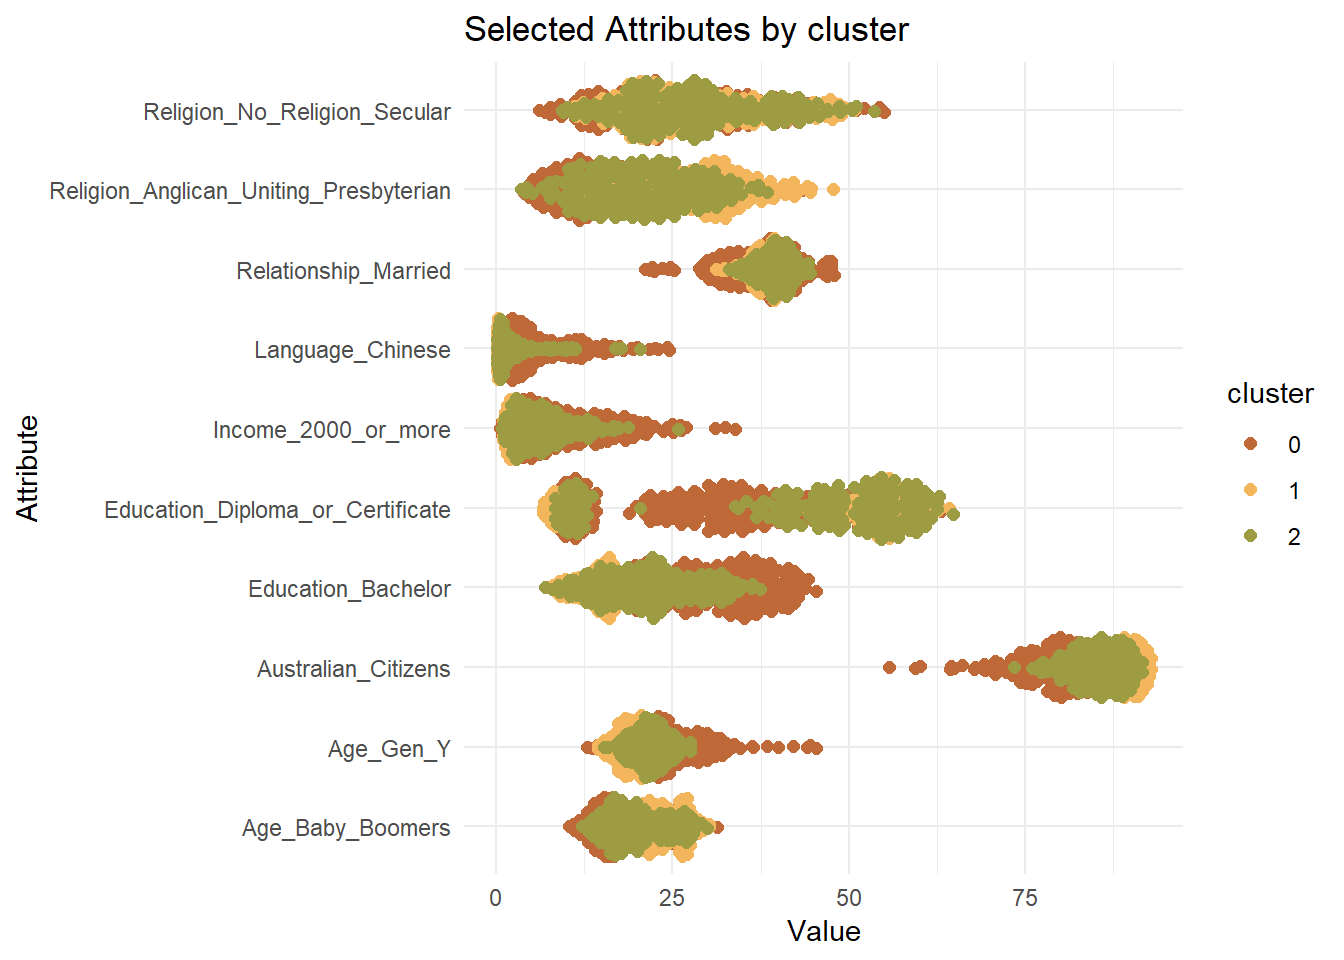 Selected Attributes by cluster
Religion_No_Religion_Secular
Religion_Anglican_Uniting_Presbyterian
Relationship_Married
Language_Chinese
Income_2000_or_more
Education_Diploma_or_Certificate
Education_Bachelor
Australian_Citizens
Age_Gen_Y
Age_Baby_Boomers
Attribute
0 25 50 75
Value
cluster
0
1
2